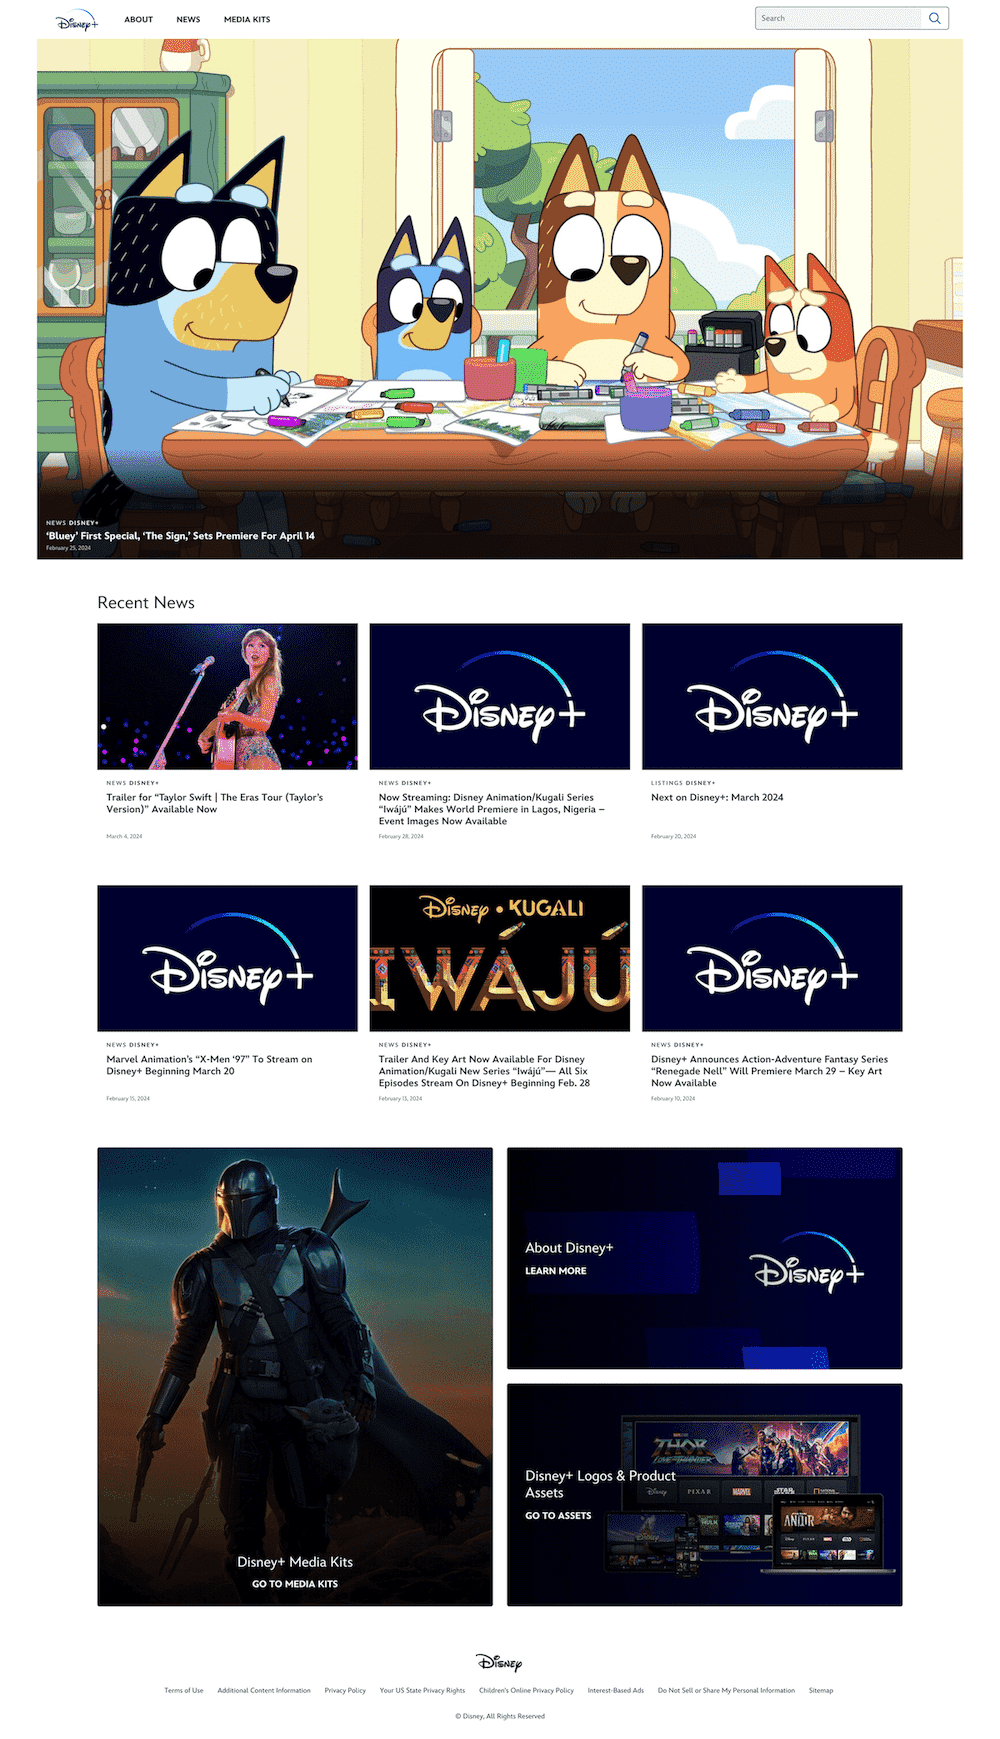 Disney+
ABOUT
NEWS
MEDIA KITS
Search
NEWS DISNEY+
‘Bluey’ First Special, ‘The Sign,’ Sets Premiere For April 14
February 25, 2024
Recent News
Disney+
Disney+
NEWS DISNEY+
Trailer for “Taylor Swift | The Eras Tour (Taylor’s
Version)” Available Now
March 4, 2024
NEWS DISNEY+
Now Streaming: Disney Animation/Kugali Series
“Iwájú” Makes World Premiere in Lagos, Nigeria –
Event Images Now Available
February 28, 2024
LISTINGS DISNEY+
Next on Disney+: March 2024
February 20, 2024
Disney+
Disney • KUGALI
IWÁJÚ
Disney+
NEWS DISNEY+
Marvel Animation’s “X-Men ‘97” To Stream on
Disney+ Beginning March 20
February 15, 2024
NEWS DISNEY+
Trailer And Key Art Now Available For Disney
Animation/Kugali New Series “Iwájú”— All Six
Episodes Stream On Disney+ Beginning Feb. 28
February 13, 2024
NEWS DISNEY+
Disney+ Announces Action-Adventure Fantasy Series
“Renegade Nell” Will Premiere March 29 – Key Art
Now Available
February 10, 2024
Disney+ Media Kits
GO TO MEDIA KITS
About Disney+
LEARN MORE
Disney+
Disney+ Logos & Product
Assets
GO TO ASSETS
THOR
LOVE AND THUNDER
Disney
PIXAR
MARVEL
STAR
NATIONAL
HULK
ANDOR
Disney
Terms of Use
Additional Content Information
Privacy Policy
Your US State Privacy Rights
Children's Online Privacy Policy
Interest-Based Ads
Do Not Sell or Share My Personal Information
Sitemap
© Disney, All Rights Reserved